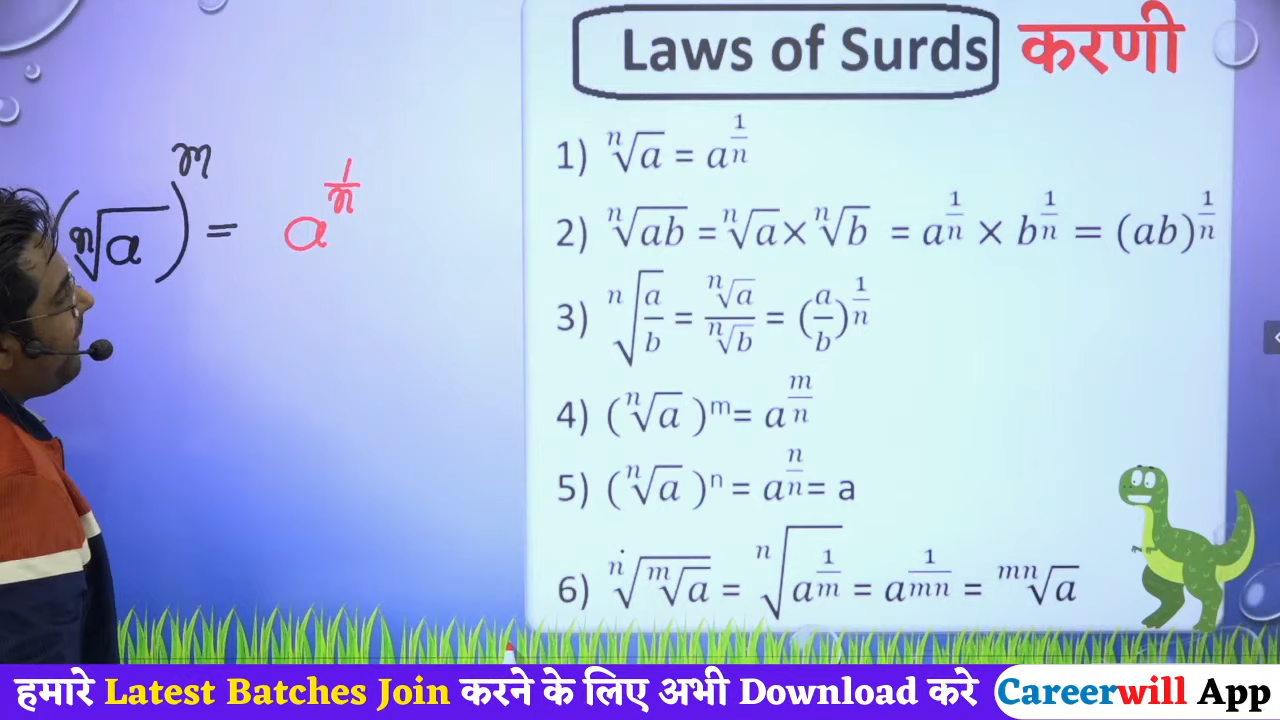 Laws of Surds करणी
(ⁿ√a)ᵐ = a^(1/n)
1) ⁿ√a = a^(1/n)
2) ⁿ√ab = ⁿ√a × ⁿ√b = a^(1/n) × b^(1/n) = (ab)^(1/n)
3) ⁿ√(a/b) = ⁿ√a / ⁿ√b = (a/b)^(1/n)
4) (ⁿ√a )ᵐ = a^(m/n)
5) (ⁿ√a )ⁿ = a^(n/n) = a
6) ⁿ√(ᵐ√a) = ⁿ√(a^(1/m)) = a^(1/mn) = ᵐⁿ√a
हमारे Latest Batches Join करने के लिए अभी Download करे Careerwill App